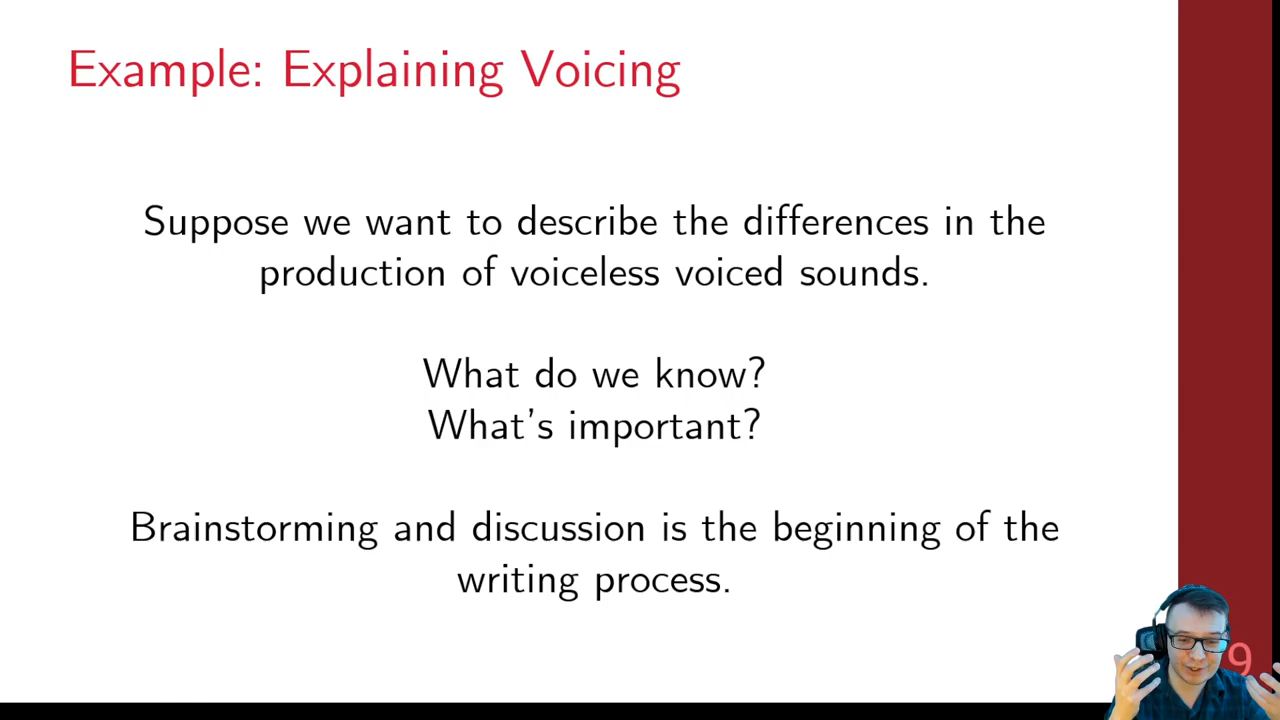 Example: Explaining Voicing
Suppose we want to describe the differences in the
production of voiceless voiced sounds.
What do we know?
What's important?
Brainstorming and discussion is the beginning of the
writing process.
9